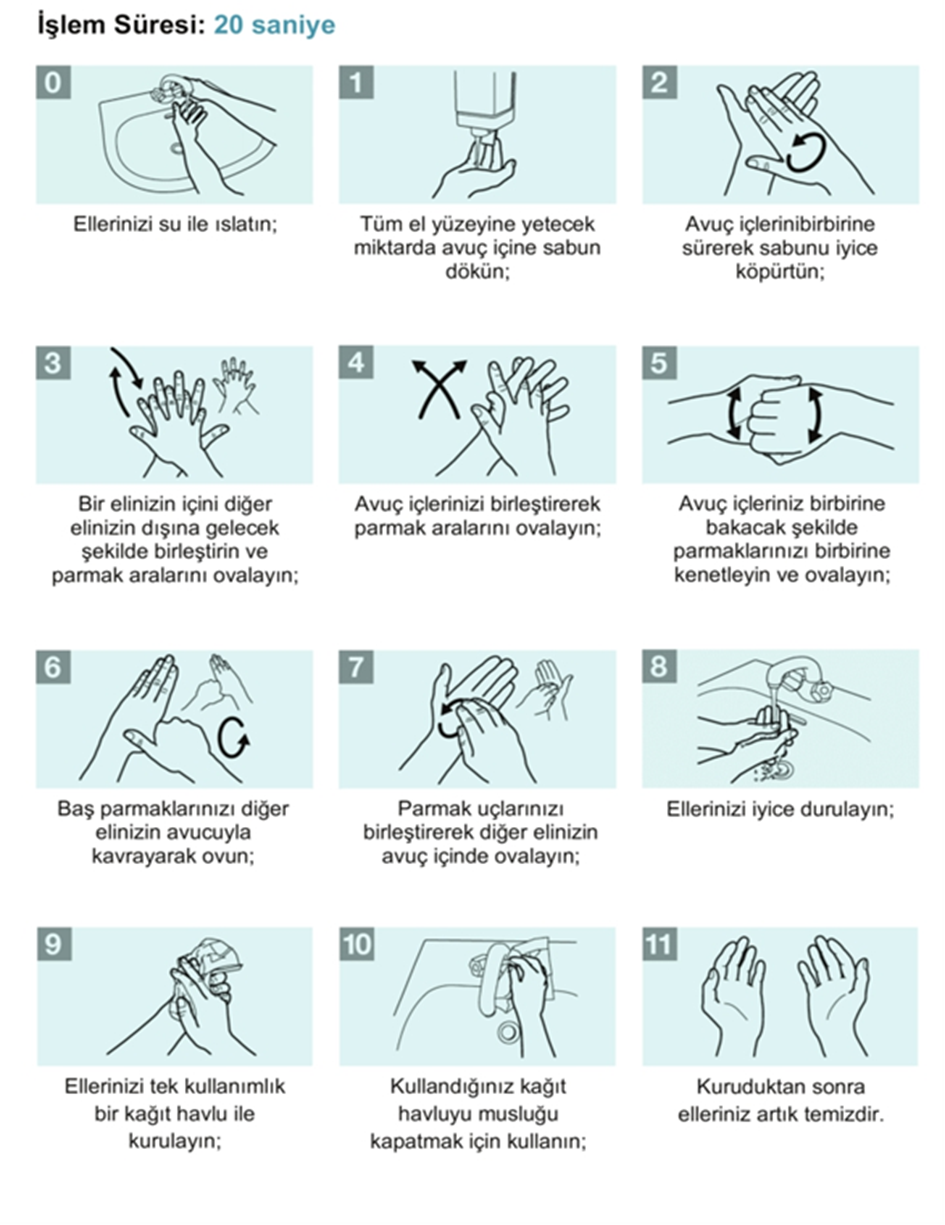 İşlem Süresi: 20 saniye
0
Ellerinizi su ile ıslatın;
1
Tüm el yüzeyine yetecek
miktarda avuç içine sabun
dökün;
2
Avuç içlerinibirbirine
sürerek sabunu iyice
köpürtün;
3
Bir elinizin içini diğer
elinizin dışına gelecek
şekilde birleştirin ve
parmak aralarını ovalayın;
4
Avuç içlerinizi birleştirerek
parmak aralarını ovalayın;
5
Avuç içleriniz birbirine
bakacak şekilde
parmaklarınızı birbirine
kenetleyin ve ovalayın;
6
Baş parmaklarınızı diğer
elinizin avucuyla
kavrayarak ovun;
7
Parmak uçlarınızı
birleştirerek diğer elinizin
avuç içinde ovalayın;
8
Ellerinizi iyice durulayın;
9
Ellerinizi tek kullanımlık
bir kağıt havlu ile
kurulayın;
10
Kullandığınız kağıt
havluyu musluğu
kapatmak için kullanın;
11
Kuruduktan sonra
elleriniz artık temizdir.